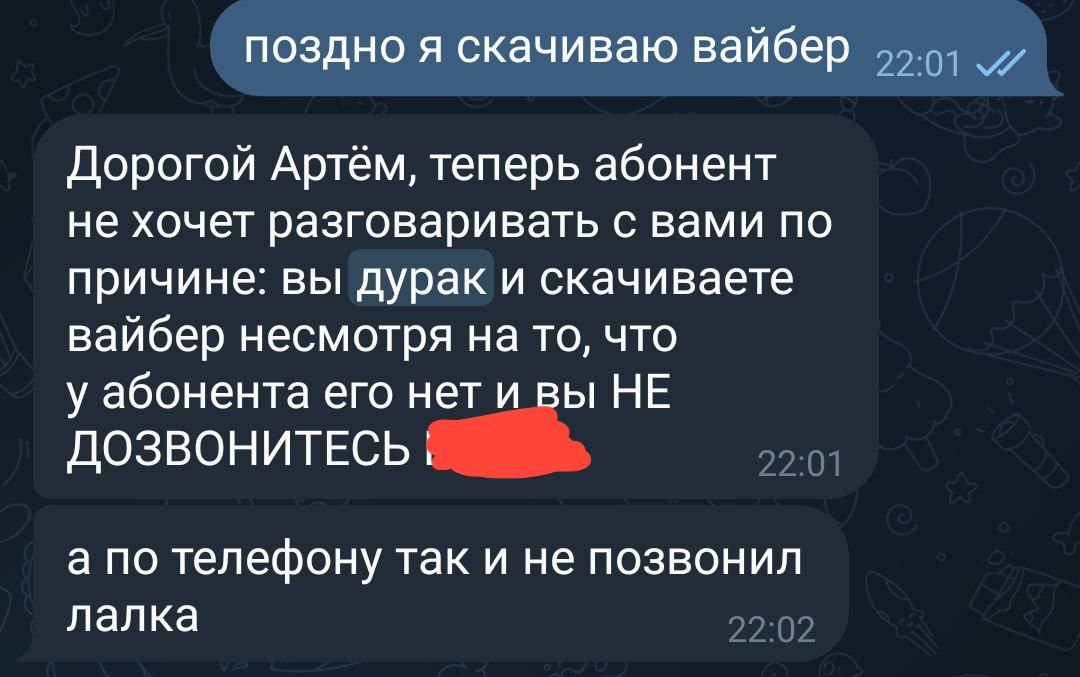 поздно я скачиваю вайбер 22:01
Дорогой Артём, теперь абонент
не хочет разговаривать с вами по
причине: вы дурак и скачиваете
вайбер несмотря на то, что
у абонента его нет и вы НЕ
ДОЗВОНИТЕСЬ
22:01
а по телефону так и не позвонил
лалка
22:02